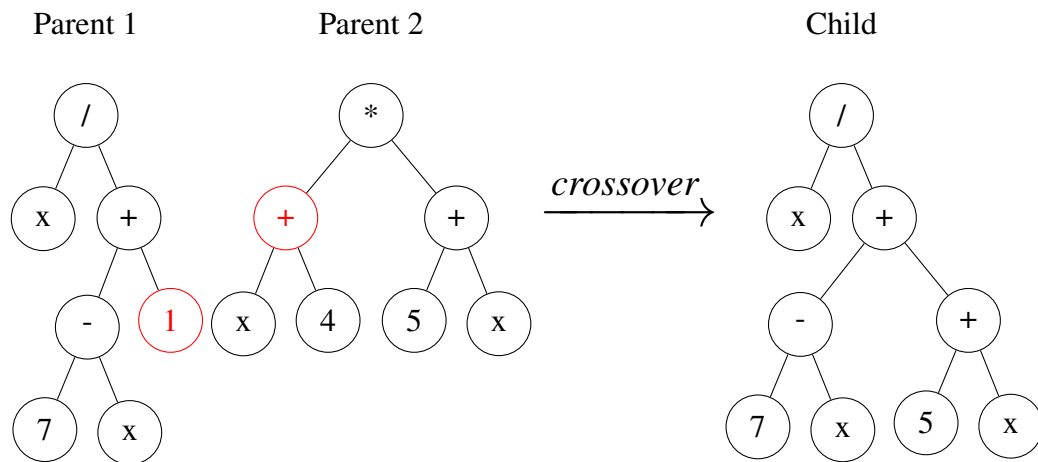 Parent 1 Parent 2 Child
/ * /
crossover
x + + + x +
- 1 x 4 5 x - +
7 x 7 x 5 x